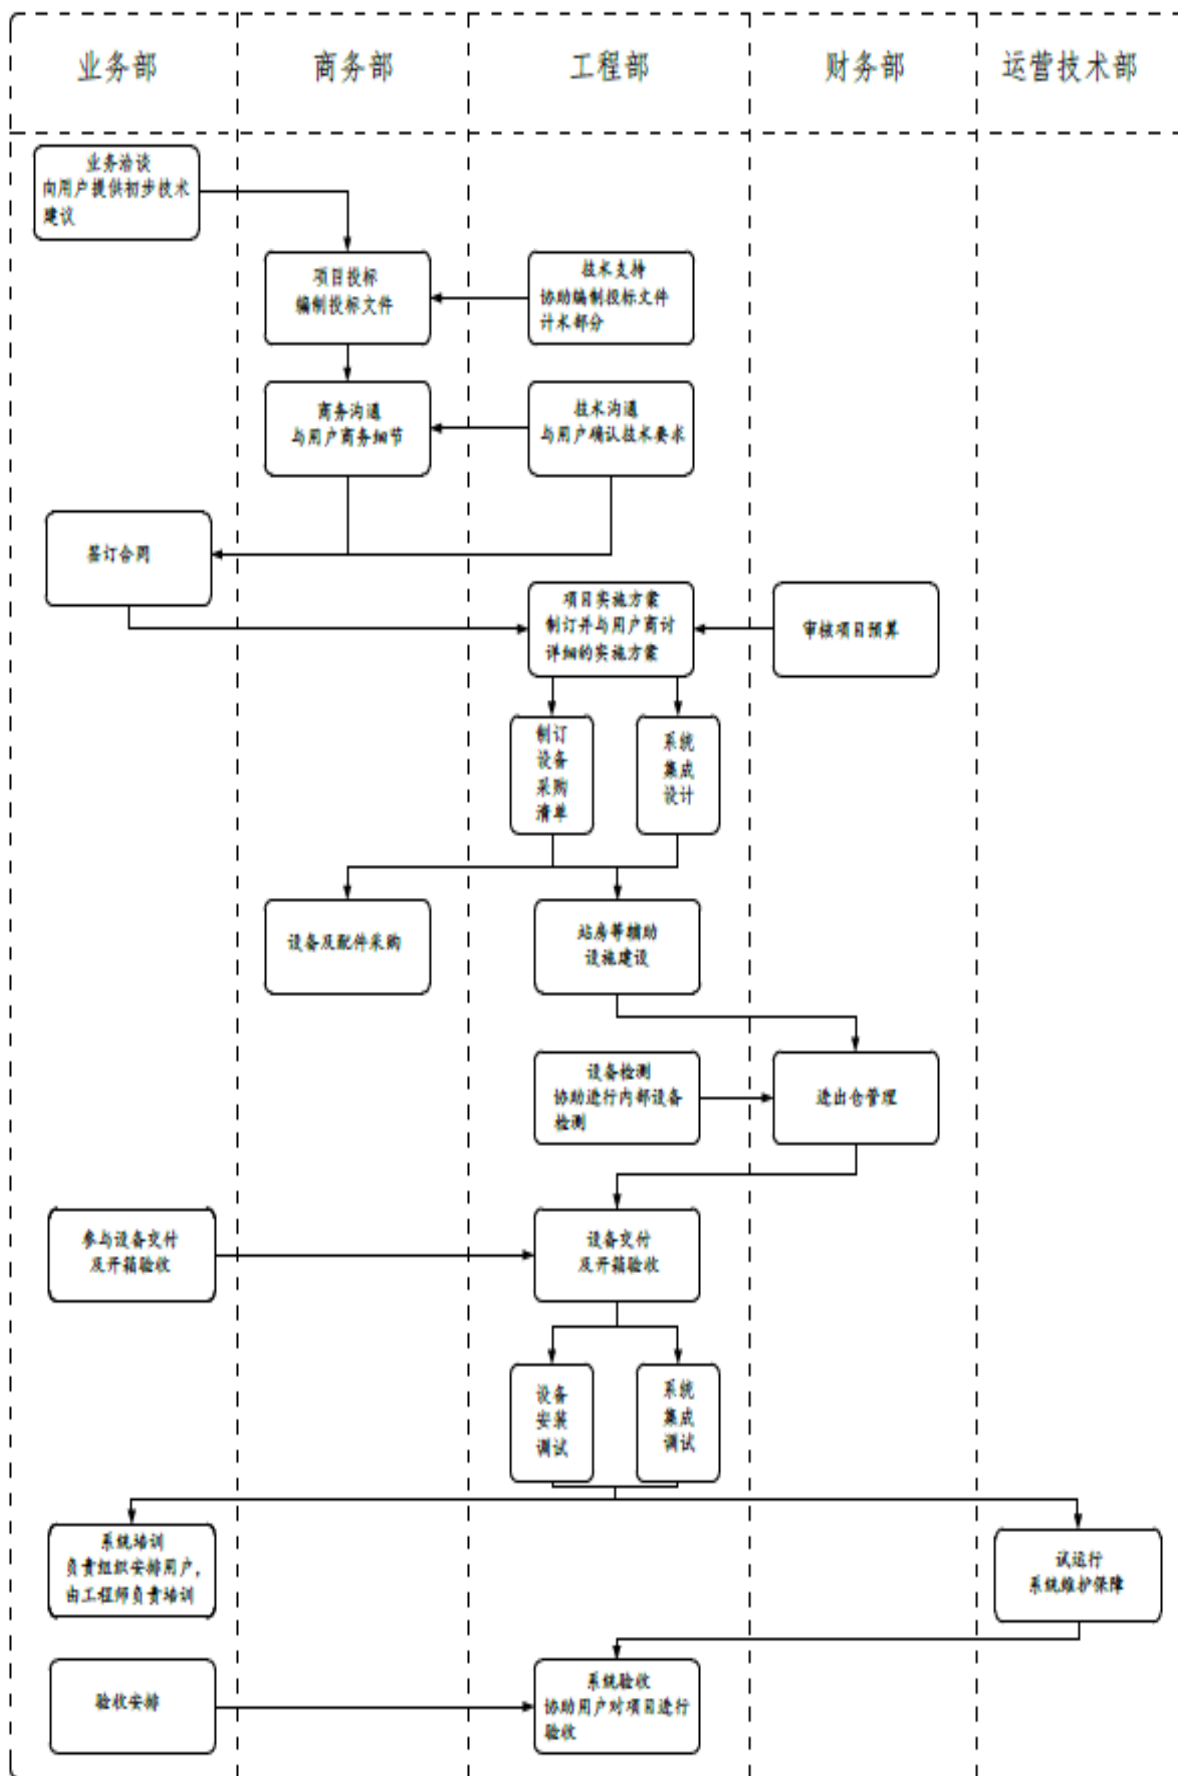 业务部
商务部
工程部
财务部
运营技术部
业务洽谈
向用户提供初步技术
建议
项目投标
编制投标文件
技术支持
协助编制投标文件
计术部分
商务沟通
与用户商务细节
技术沟通
与用户确认技术要求
签订合同
项目实施方案
制订并与用户商讨
详细的实施方案
审核项目预算
制订
设备
采购
清单
系统
集成
设计
设备及配件采购
站房等辅助
设施建设
设备检测
协助进行内部设备
检测
进出仓管理
参与设备交付
及开箱验收
设备交付
及开箱验收
设备
安装
调试
系统
集成
调试
系统培训
负责组织安排用户,
由工程师负责培训
试运行
系统维护保障
验收安排
系统验收
协助用户对项目进行
验收